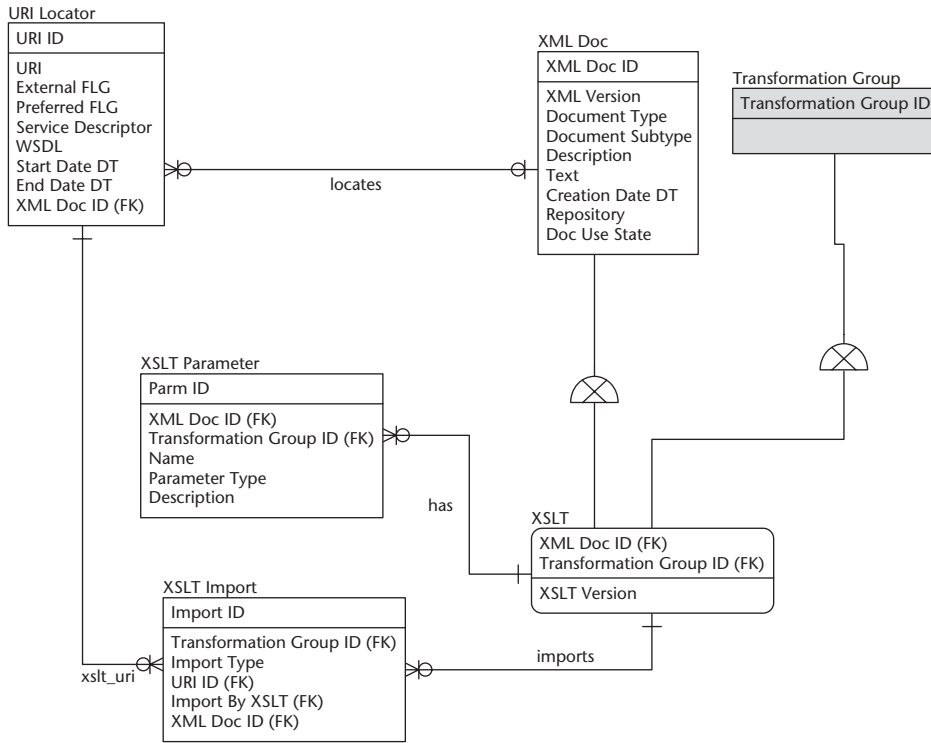 URI Locator
URI ID
URI
External FLG
Preferred FLG
Service Descriptor
WSDL
Start Date DT
End Date DT
XML Doc ID (FK)
locates
XML Doc
XML Doc ID
XML Version
Document Type
Document Subtype
Description
Text
Creation Date DT
Repository
Doc Use State
Transformation Group
Transformation Group ID
XSLT Parameter
Parm ID
XML Doc ID (FK)
Transformation Group ID (FK)
Name
Parameter Type
Description
has
XSLT
XML Doc ID (FK)
Transformation Group ID (FK)
XSLT Version
XSLT Import
Import ID
Transformation Group ID (FK)
Import Type
URI ID (FK)
Import By XSLT (FK)
XML Doc ID (FK)
xslt_uri
imports